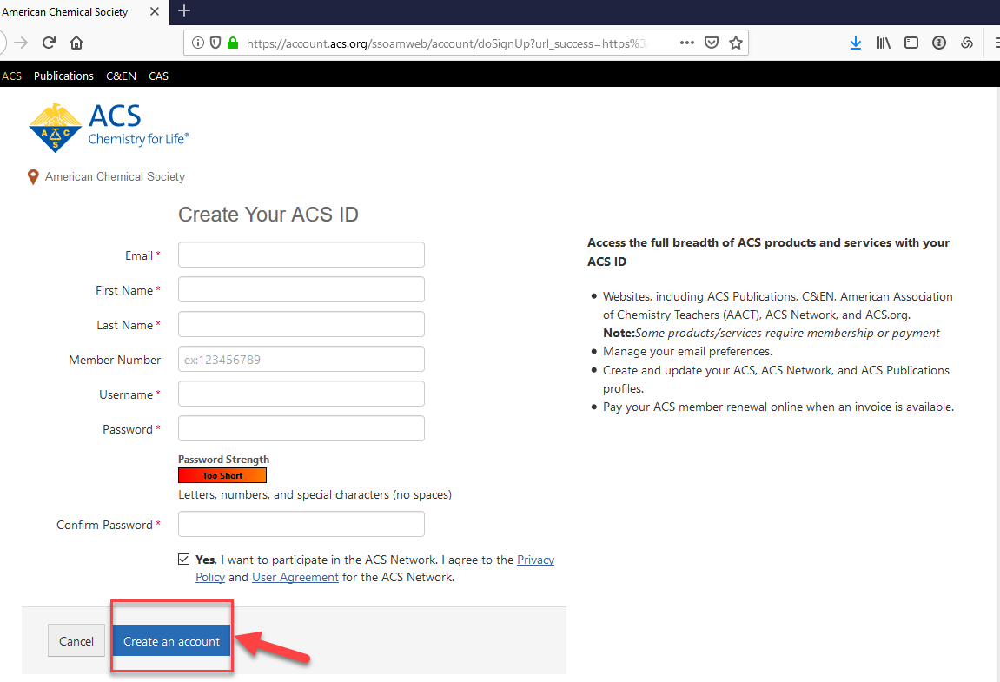 American Chemical Society
https://account.acs.org/ssoamweb/account/doSignUp?url_success=https%3
ACS Publications C&EN CAS
A C S
ACS
Chemistry for Life®
American Chemical Society
Create Your ACS ID
Email *
First Name *
Last Name *
Member Number ex:123456789
Username *
Password *
Password Strength
Too Short
Letters, numbers, and special characters (no spaces)
Confirm Password *
Yes, I want to participate in the ACS Network. I agree to the Privacy
Policy and User Agreement for the ACS Network.
Cancel Create an account
Access the full breadth of ACS products and services with your
ACS ID
Websites, including ACS Publications, C&EN, American Association
of Chemistry Teachers (AACT), ACS Network, and ACS.org.
Note:Some products/services require membership or payment
Manage your email preferences.
Create and update your ACS, ACS Network, and ACS Publications
profiles.
Pay your ACS member renewal online when an invoice is available.